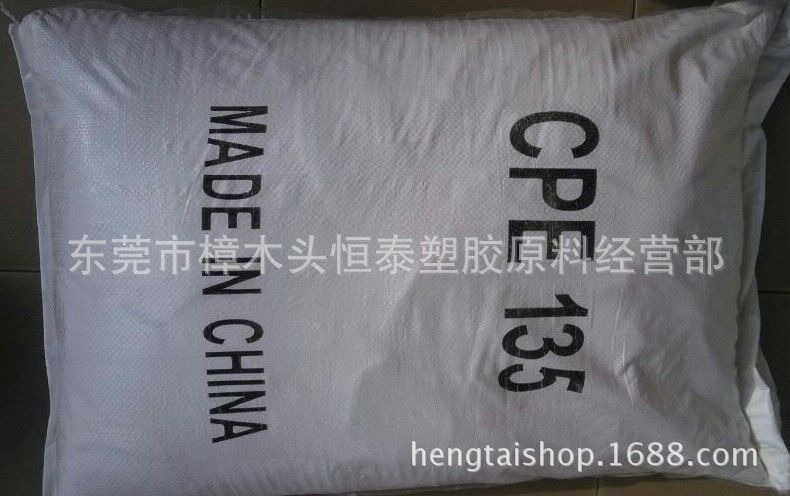 CPE 135
MADE IN CHINA
东莞市樟木头恒泰塑胶原料经营部
hengtaishop.1688.com